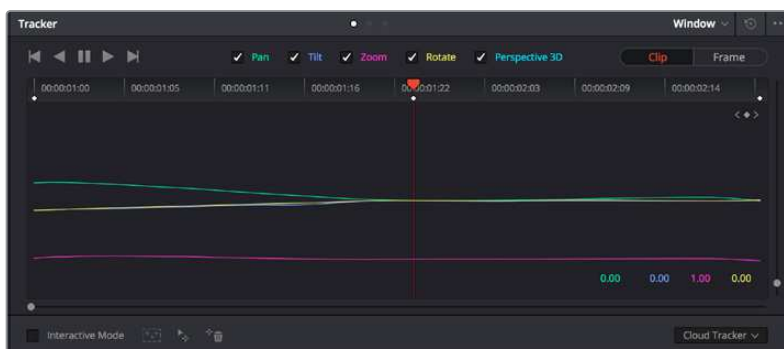 Tracker Window
Pan Tilt Zoom Rotate Perspective 3D Clip Frame
00:00:01:00 00:00:01:05 00:00:01:11 00:00:01:16 00:00:01:22 00:00:02:03 00:00:02:09 00:00:02:14
0.00 0.00 1.00 0.00
Interactive Mode Cloud Tracker